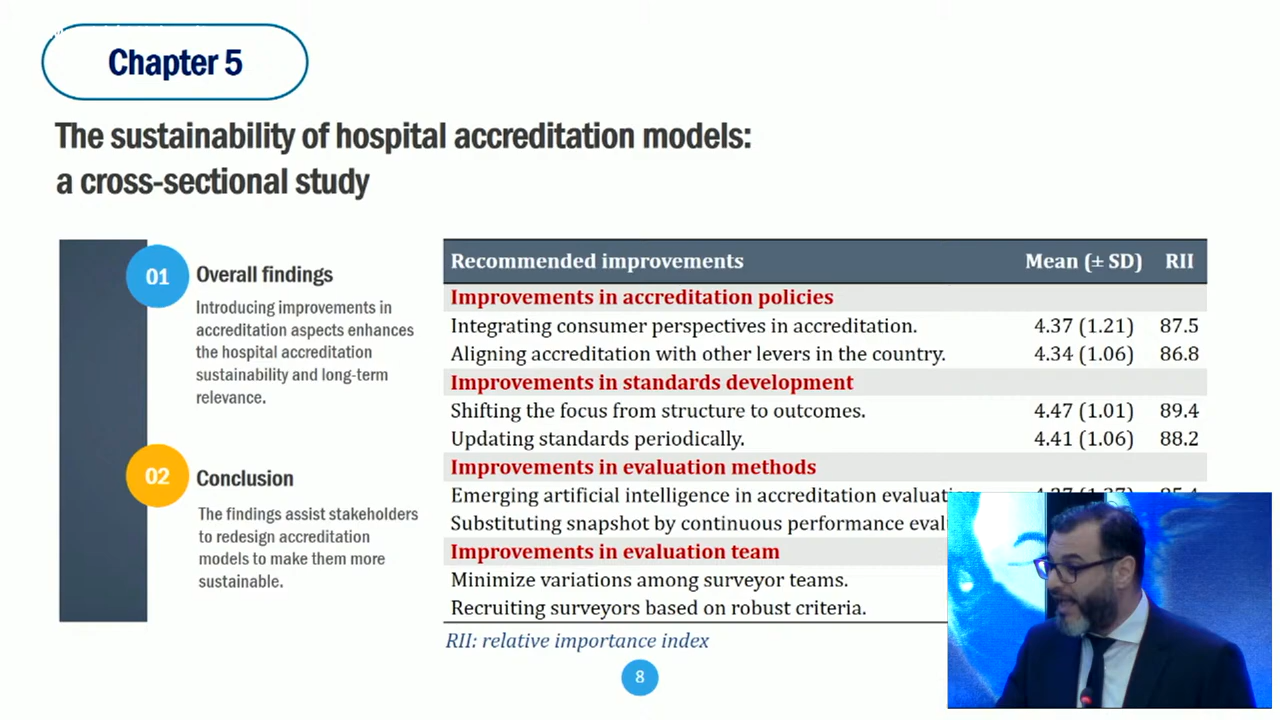 Chapter 5
The sustainability of hospital accreditation models:
a cross-sectional study
01
Overall findings
Introducing improvements in
accreditation aspects enhances
the hospital accreditation
sustainability and long-term
relevance.
02
Conclusion
The findings assist stakeholders
to redesign accreditation
models to make them more
sustainable.
Recommended improvements Mean (± SD) RII
Improvements in accreditation policies
Integrating consumer perspectives in accreditation. 4.37 (1.21) 87.5
Aligning accreditation with other levers in the country. 4.34 (1.06) 86.8
Improvements in standards development
Shifting the focus from structure to outcomes. 4.47 (1.01) 89.4
Updating standards periodically. 4.41 (1.06) 88.2
Improvements in evaluation methods
Emerging artificial intelligence in accreditation
Substituting snapshot by continuous performance
Improvements in evaluation team
Minimize variations among surveyor teams.
Recruiting surveyors based on robust criteria.
RII: relative importance index
8